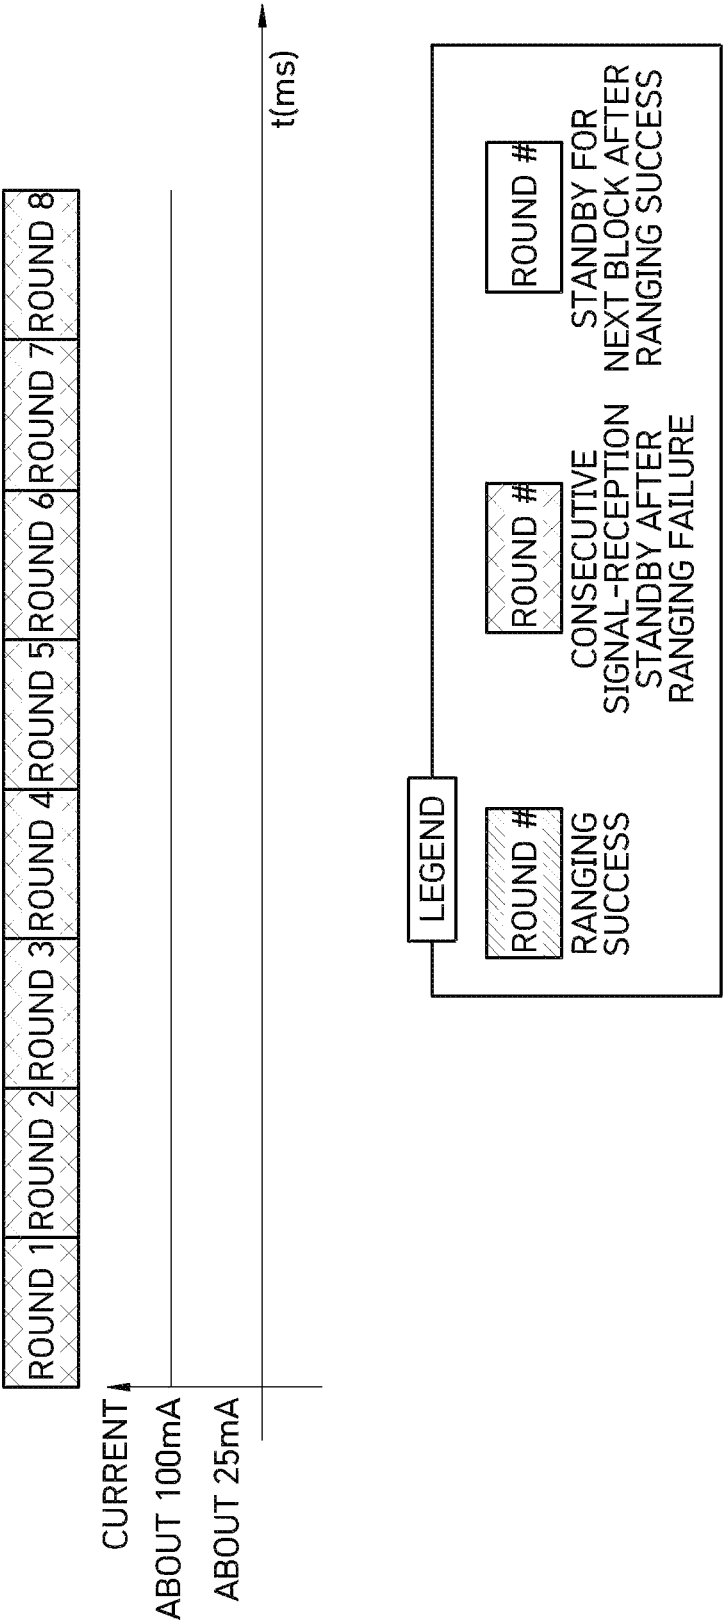 ROUND 1
ROUND 2
ROUND 3
ROUND 4
ROUND 5
ROUND 6
ROUND 7
ROUND 8
CURRENT
ABOUT 100mA
ABOUT 25mA
t(ms)
LEGEND
ROUND #
RANGING
SUCCESS
ROUND #
CONSECUTIVE
SIGNAL-RECEPTION
STANDBY AFTER
RANGING FAILURE
ROUND #
STANDBY FOR
NEXT BLOCK AFTER
RANGING SUCCESS